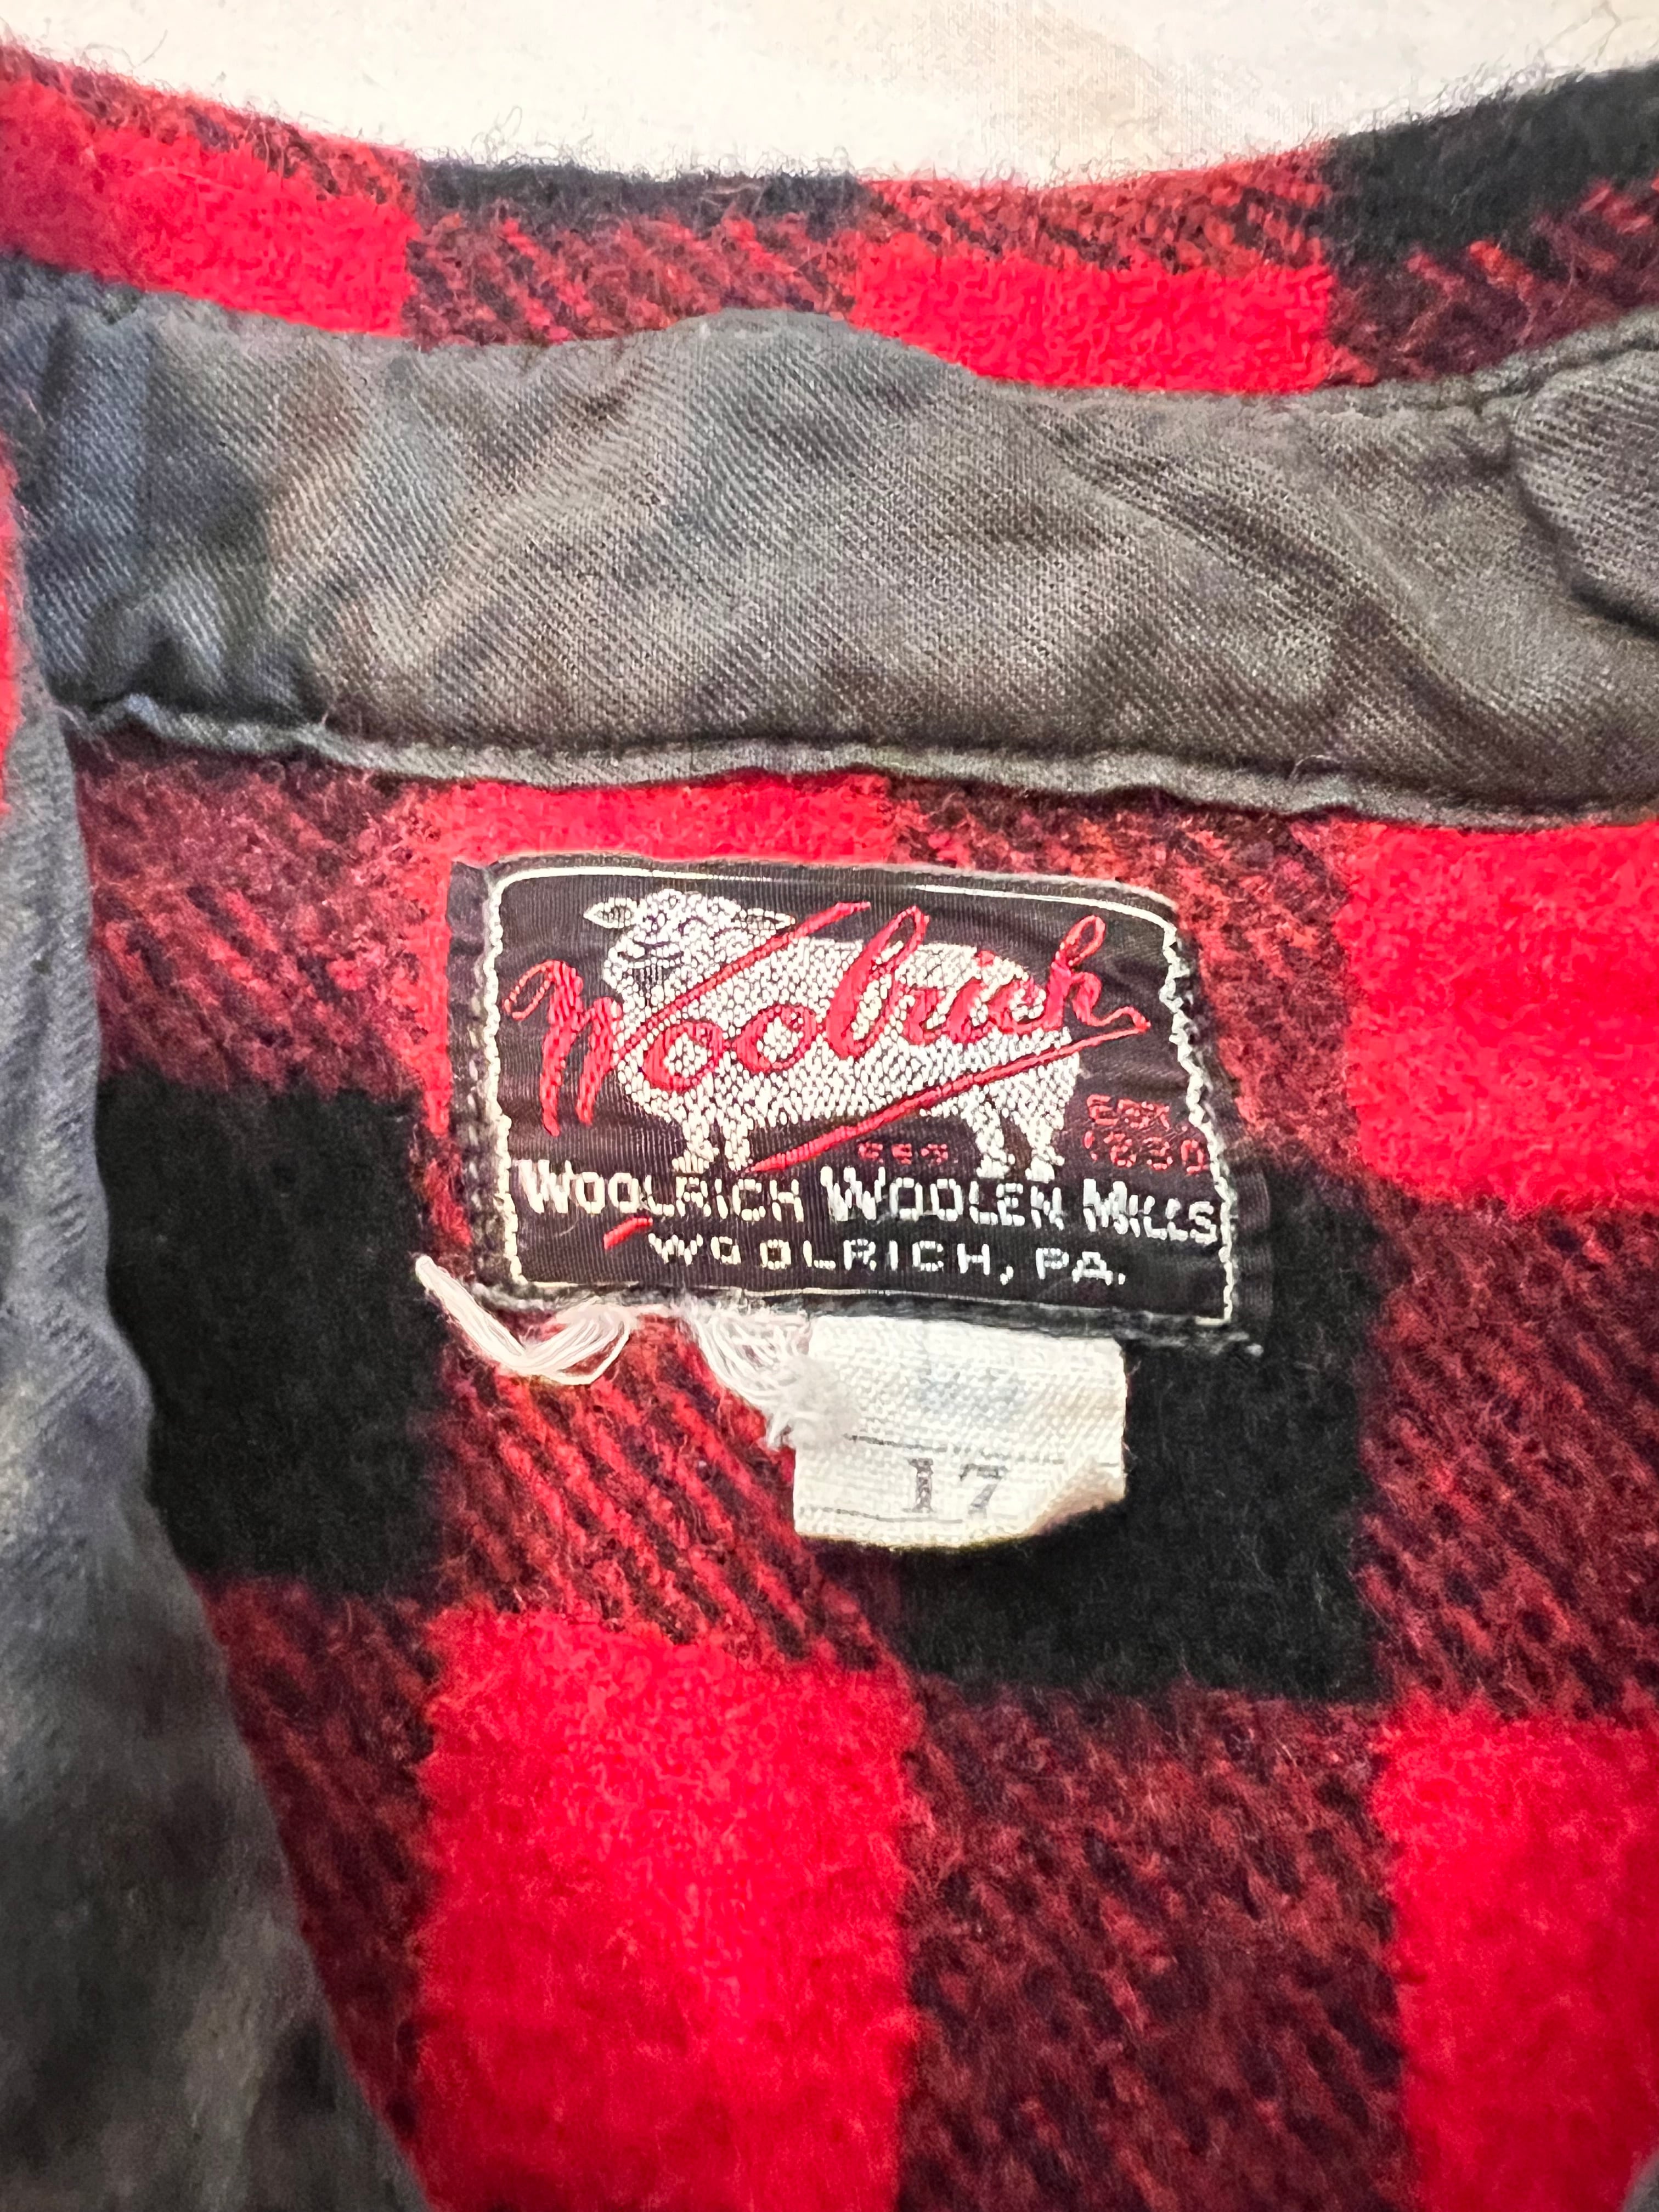 Woolrich
EST.
1830
REG.
WOOLRICH WOOLEN MILLS
WOOLRICH, PA.
17